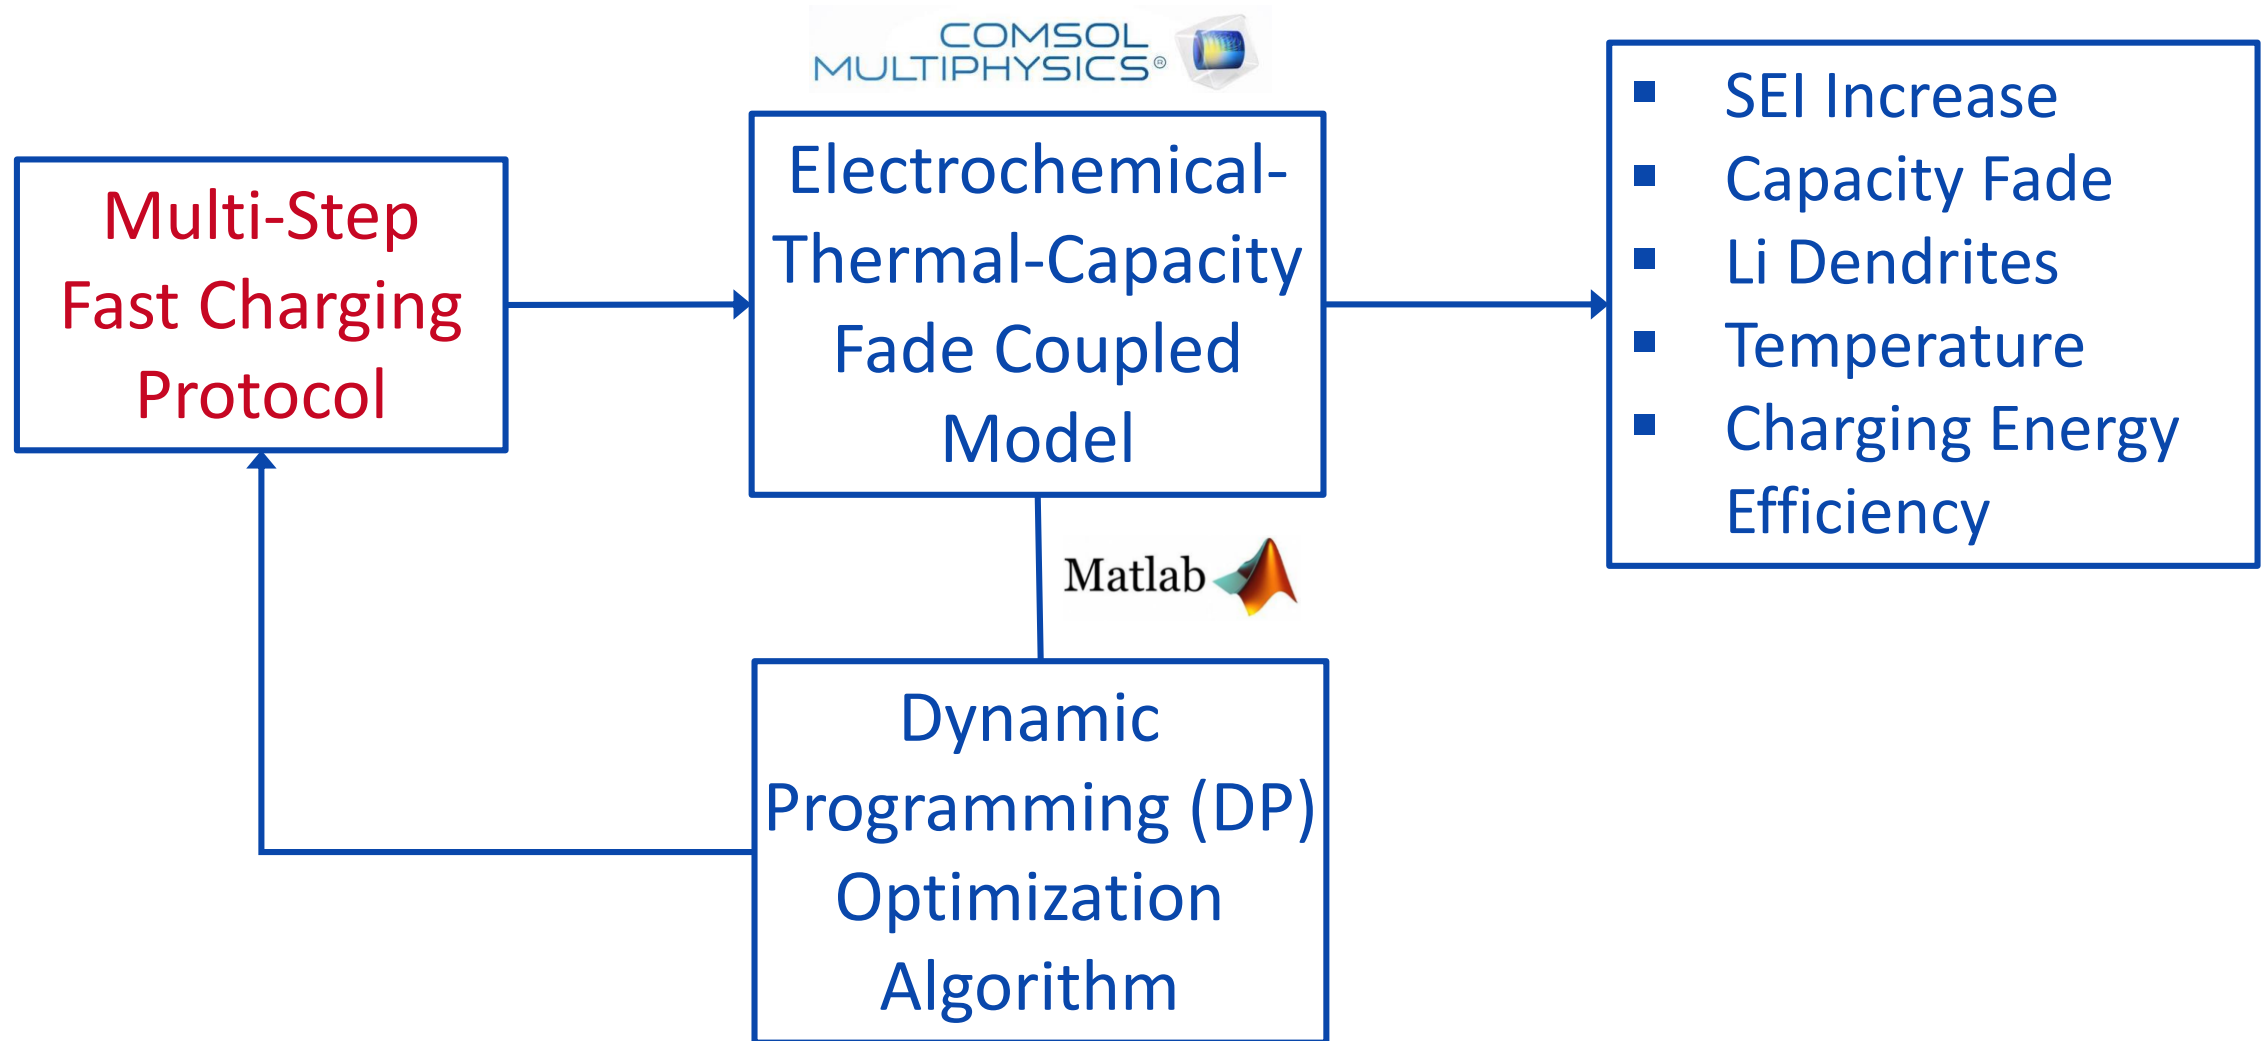 COMSOL
MULTIPHYSICS®
Multi-Step
Fast Charging
Protocol
Electrochemical-
Thermal-Capacity
Fade Coupled
Model
▪ SEI Increase
▪ Capacity Fade
▪ Li Dendrites
▪ Temperature
▪ Charging Energy
Efficiency
Matlab
Dynamic
Programming (DP)
Optimization
Algorithm